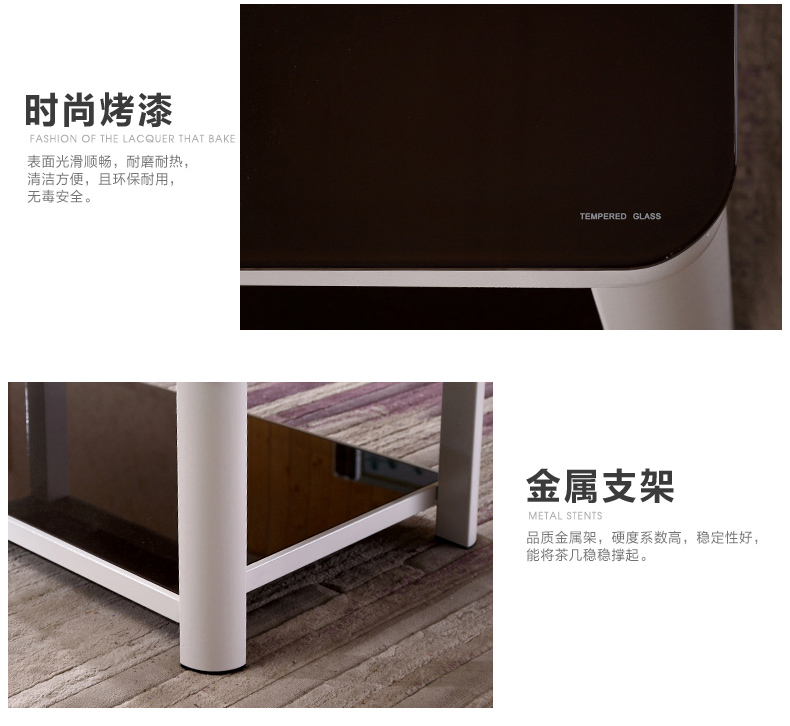 时尚烤漆
FASHION OF THE LACQUER THAT BAKE
表面光滑顺畅，耐磨耐热，
清洁方便，且环保耐用，
无毒安全。
TEMPERED GLASS
金属支架
METAL STENTS
品质金属架，硬度系数高，稳定性好，
能将茶几稳稳撑起。